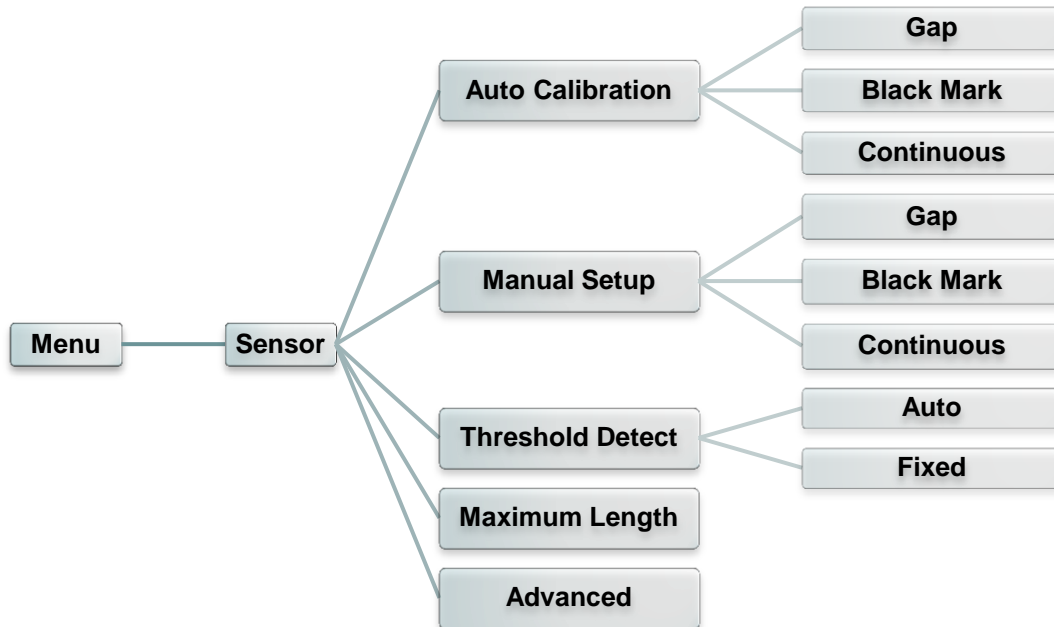 Menu
Sensor
Auto Calibration
Gap
Black Mark
Continuous
Manual Setup
Gap
Black Mark
Continuous
Threshold Detect
Auto
Fixed
Maximum Length
Advanced